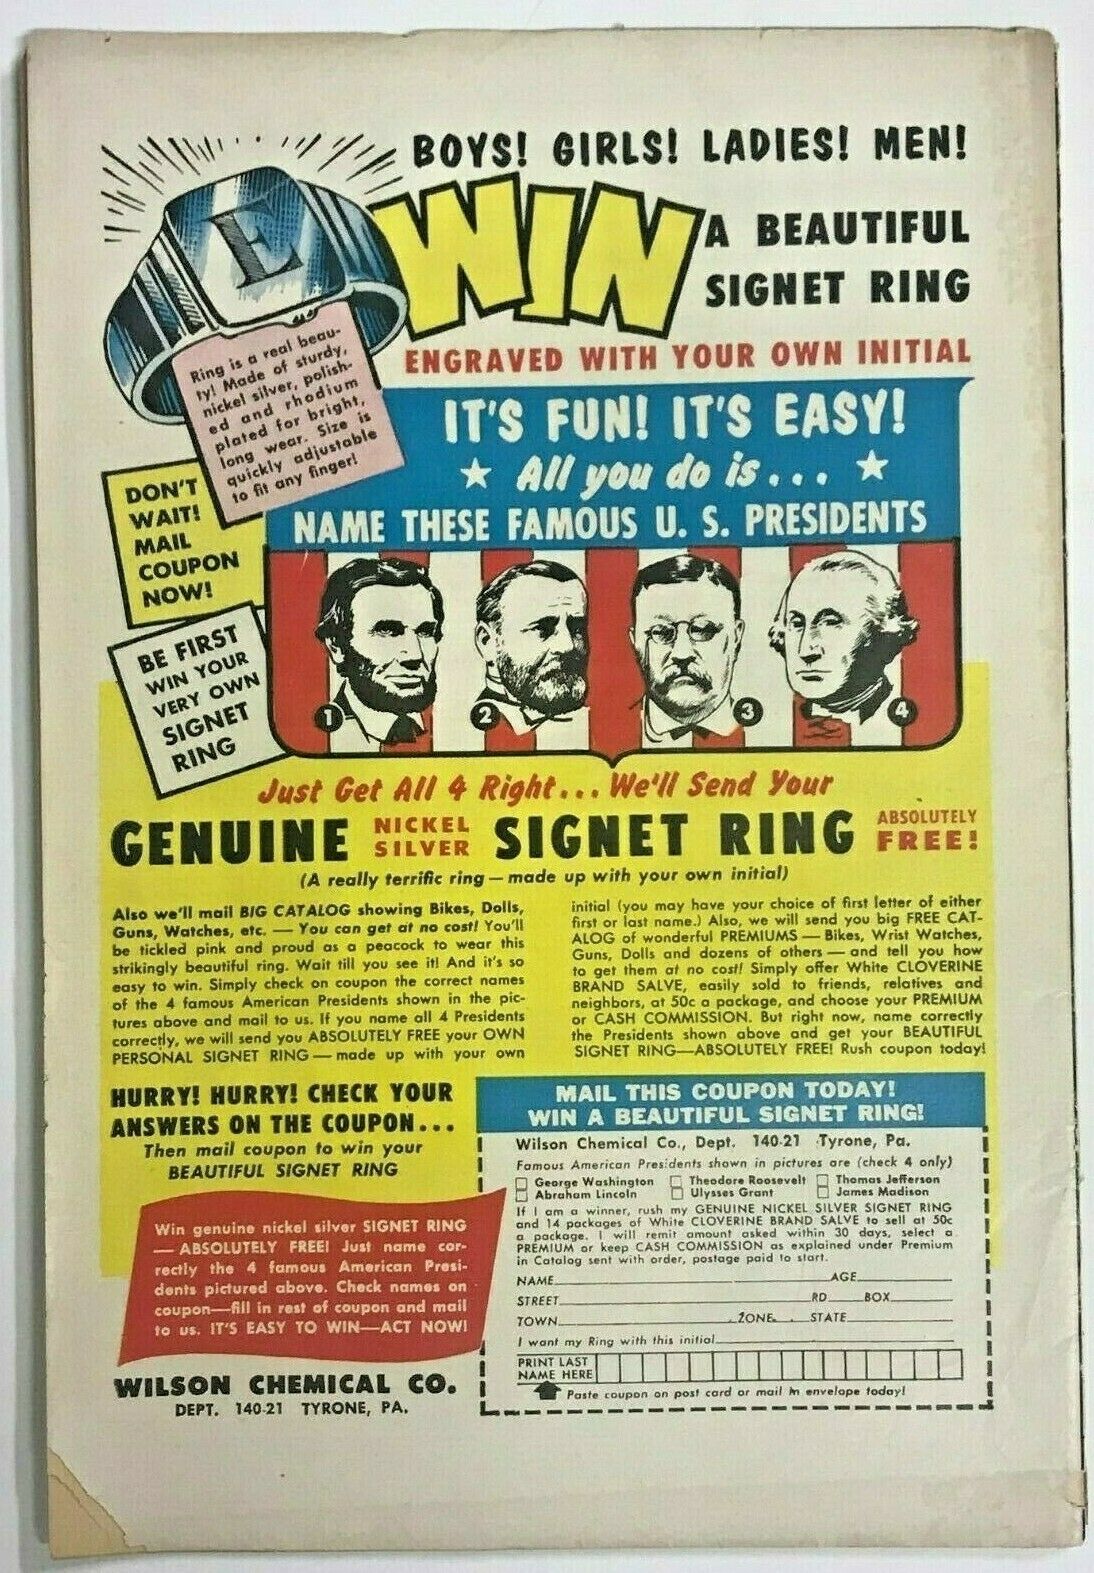 BOYS! GIRLS! LADIES! MEN!
WIN
A BEAUTIFUL
SIGNET RING
ENGRAVED WITH YOUR OWN INITIAL
E
Ring is a real beau-
ty! Made of sturdy,
nickel silver, polish-
ed and rhodium
plated for bright,
long wear. Size is
quickly adjustable
to fit any finger!
IT'S FUN! IT'S EASY!
★ All you do is... ★
NAME THESE FAMOUS U. S. PRESIDENTS
DON'T
WAIT!
MAIL
COUPON
NOW!
BE FIRST
WIN YOUR
VERY OWN
SIGNET
RING
1 2 3 4
Just Get All 4 Right... We'll Send Your
GENUINE NICKEL SILVER SIGNET RING ABSOLUTELY FREE!
(A really terrific ring — made up with your own initial)
Also we'll mail BIG CATALOG showing Bikes, Dolls,
Guns, Watches, etc. — You can get at no cost! You'll
be tickled pink and proud as a peacock to wear this
strikingly beautiful ring. Wait till you see it! And it's so
easy to win. Simply check on coupon the correct names
of the 4 famous American Presidents shown in the pic-
tures above and mail to us. If you name all 4 Presidents
correctly, we will send you ABSOLUTELY FREE your OWN
PERSONAL SIGNET RING — made up with your own
initial (you may have your choice of first letter of either
first or last name.) Also, we will send you big FREE CAT-
ALOG of wonderful PREMIUMS — Bikes, Wrist Watches,
Guns, Dolls and dozens of others — and tell you how
to get them at no cost! Simply offer White CLOVERINE
BRAND SALVE, easily sold to friends, relatives and
neighbors, at 50c a package, and choose your PREMIUM
or CASH COMMISSION. But right now, name correctly
the Presidents shown above and get your BEAUTIFUL
SIGNET RING—ABSOLUTELY FREE! Rush coupon today!
HURRY! HURRY! CHECK YOUR
ANSWERS ON THE COUPON...
Then mail coupon to win your
BEAUTIFUL SIGNET RING
Win genuine nickel silver SIGNET RING
— ABSOLUTELY FREE! Just name cor-
rectly the 4 famous American Presi-
dents pictured above. Check names on
coupon—fill in rest of coupon and mail
to us. IT'S EASY TO WIN—ACT NOW!
WILSON CHEMICAL CO.
DEPT. 140-21 TYRONE, PA.
MAIL THIS COUPON TODAY!
WIN A BEAUTIFUL SIGNET RING!
Wilson Chemical Co., Dept. 140-21 Tyrone, Pa.
Famous American Presidents shown in pictures are (check 4 only)
George Washington Theodore Roosevelt Thomas Jefferson
Abraham Lincoln Ulysses Grant James Madison
If I am a winner, rush my GENUINE NICKEL SILVER SIGNET RING
and 14 packages of White CLOVERINE BRAND SALVE to sell at 50c
a package. I will remit amount asked within 30 days, select a
PREMIUM or keep CASH COMMISSION as explained under Premium
in Catalog sent with order, postage paid to start.
NAME AGE
STREET RD BOX
TOWN ZONE STATE
I want my Ring with this initial
PRINT LAST
NAME HERE
Paste coupon on post card or mail in envelope today!